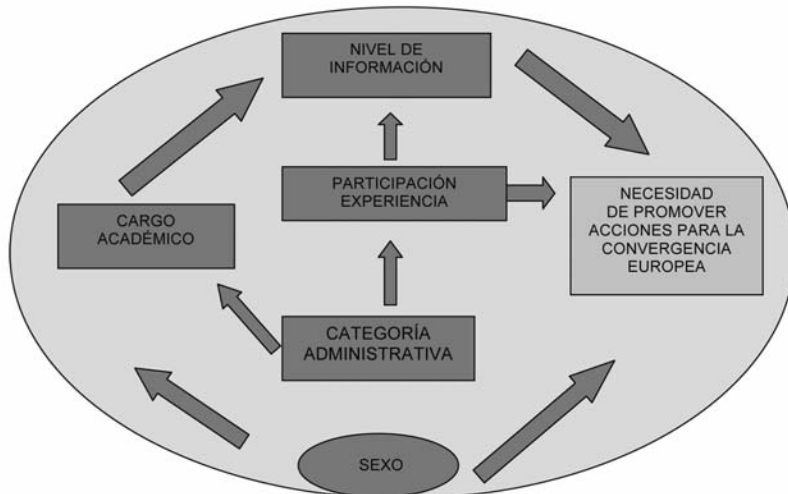 NIVEL DE
INFORMACIÓN
PARTICIPACIÓN
EXPERIENCIA
NECESIDAD
DE PROMOVER
ACCIONES PARA LA
CONVERGENCIA
EUROPEA
CARGO
ACADÉMICO
CATEGORÍA
ADMINISTRATIVA
SEXO